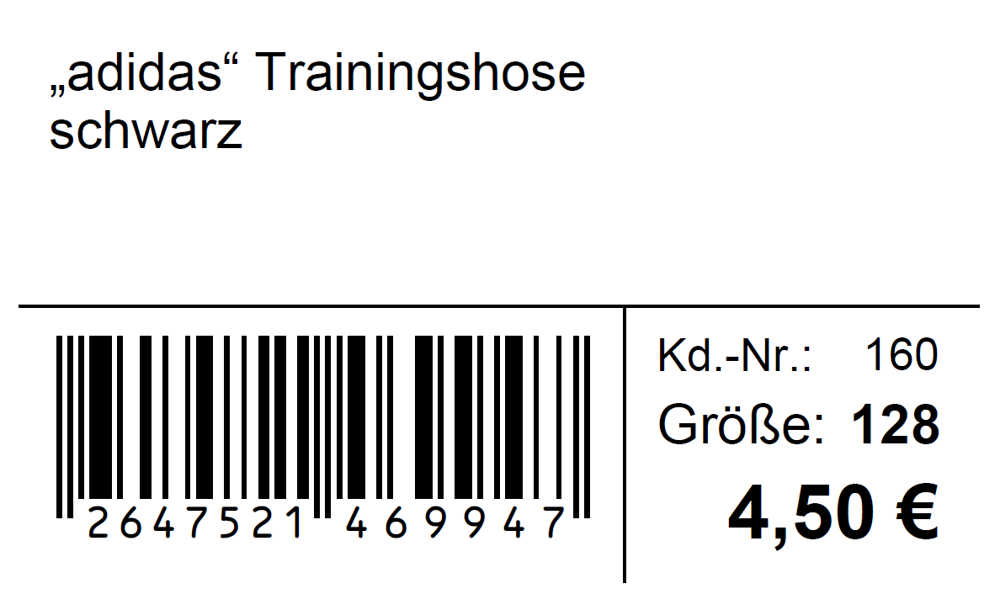 „adidas“ Trainingshose
schwarz
Kd.-Nr.: 160
Größe: 128
4,50 €
2647521 469947